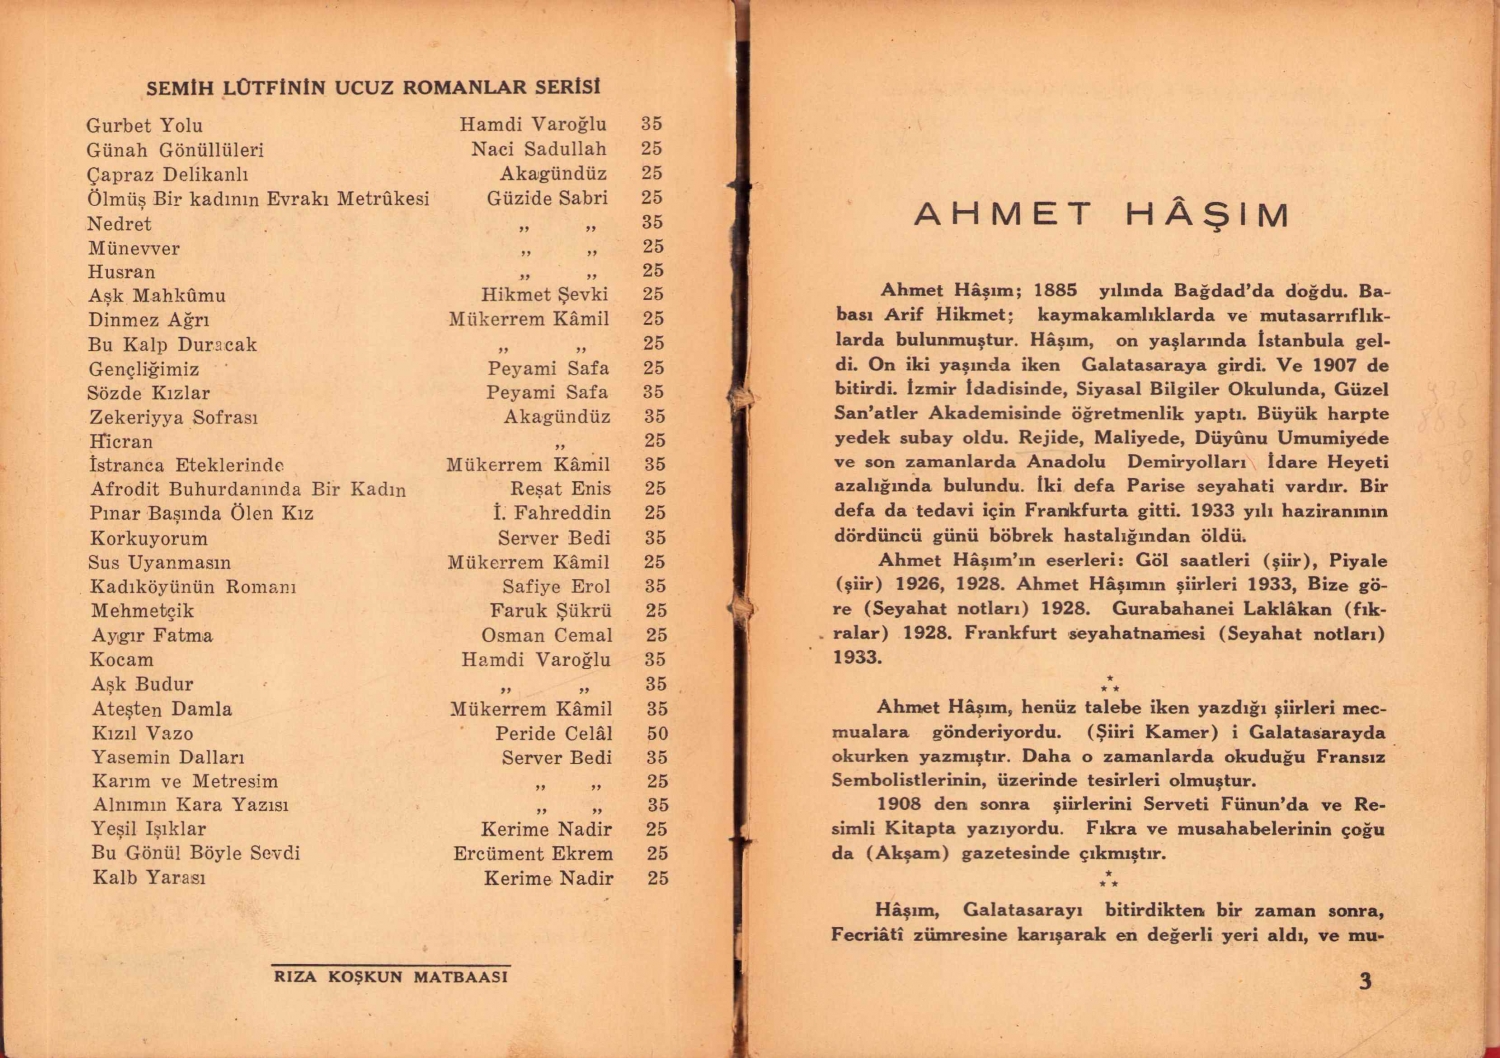 SEMİH LÛTFİNİN UCUZ ROMANLAR SERİSİ
Gurbet Yolu Hamdi Varoğlu 35
Günah Gönüllüleri Naci Sadullah 25
Çapraz Delikanlı Akagündüz 25
Ölmüş Bir kadının Evrakı Metrûkesi Güzide Sabri 25
Nedret „ „ 35
Münevver „ „ 25
Husran „ „ 25
Aşk Mahkûmu Hikmet Şevki 25
Dinmez Ağrı Mükerrem Kâmil 25
Bu Kalp Duracak „ „ 25
Gençliğimiz Peyami Safa 25
Sözde Kızlar Peyami Safa 35
Zekeriyya Sofrası Akagündüz 35
Hicran „ 25
İstranca Eteklerinde Mükerrem Kâmil 35
Afrodit Buhurdanında Bir Kadın Reşat Enis 25
Pınar Başında Ölen Kız İ. Fahreddin 25
Korkuyorum Server Bedi 35
Sus Uyanmasın Mükerrem Kâmil 25
Kadıköyünün Romanı Safiye Erol 35
Mehmetçik Faruk Şükrü 25
Aygır Fatma Osman Cemal 25
Kocam Hamdi Varoğlu 35
Aşk Budur „ „ 35
Ateşten Damla Mükerrem Kâmil 35
Kızıl Vazo Peride Celâl 50
Yasemin Dalları Server Bedi 35
Karım ve Metresim „ „ 25
Alnımın Kara Yazısı „ „ 35
Yeşil Işıklar Kerime Nadir 25
Bu Gönül Böyle Sevdi Ercüment Ekrem 25
Kalb Yarası Kerime Nadir 25
RIZA KOŞKUN MATBAASI
AHMET HÂŞIM
Ahmet Hâşım; 1885 yılında Bağdad'da doğdu. Ba-
bası Arif Hikmet; kaymakamlıklarda ve mutasarrıflık-
larda bulunmuştur. Hâşım, on yaşlarında İstanbula gel-
di. On iki yaşında iken Galatasaraya girdi. Ve 1907 de
bitirdi. İzmir İdadisinde, Siyasal Bilgiler Okulunda, Güzel
San'atler Akademisinde öğretmenlik yaptı. Büyük harpte
yedek subay oldu. Rejide, Maliyede, Düyûnu Umumiyede
ve son zamanlarda Anadolu Demiryolları İdare Heyeti
azalığında bulundu. İki defa Parise seyahati vardır. Bir
defa da tedavi için Frankfurta gitti. 1933 yılı haziranının
dördüncü günü böbrek hastalığından öldü.
Ahmet Hâşım'ın eserleri: Göl saatleri (şiir), Piyale
(şiir) 1926, 1928. Ahmet Hâşımın şiirleri 1933, Bize gö-
re (Seyahat notları) 1928. Gurabahanei Laklâkan (fık-
ralar) 1928. Frankfurt seyahatnamesi (Seyahat notları)
1933.
***
Ahmet Hâşım, henüz talebe iken yazdığı şiirleri mec-
mualara gönderiyordu. (Şiiri Kamer) i Galatasarayda
okurken yazmıştır. Daha o zamanlarda okuduğu Fransız
Sembolistlerinin, üzerinde tesirleri olmuştur.
1908 den sonra şiirlerini Serveti Fünun'da ve Re-
simli Kitapta yazıyordu. Fıkra ve musahabelerinin çoğu
da (Akşam) gazetesinde çıkmıştır.
***
Hâşım, Galatasarayı bitirdikten bir zaman sonra,
Fecriâtî zümresine karışarak en değerli yeri aldı, ve mu-
3